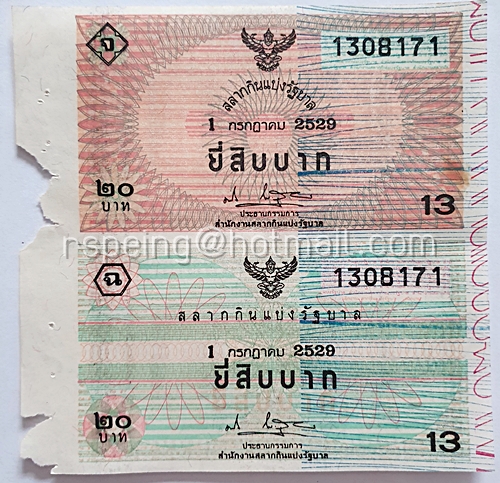 จ
1308171
สลากกินแบ่งรัฐบาล
1 กรกฎาคม 2529
ยี่สิบบาท
๒๐
บาท
ประธานกรรมการ
สำนักงานสลากกินแบ่งรัฐบาล
13
r-speing@hotmail.com
ฉ
1308171
สลากกินแบ่งรัฐบาล
1 กรกฎาคม 2529
ยี่สิบบาท
๒๐
บาท
ประธานกรรมการ
สำนักงานสลากกินแบ่งรัฐบาล
13